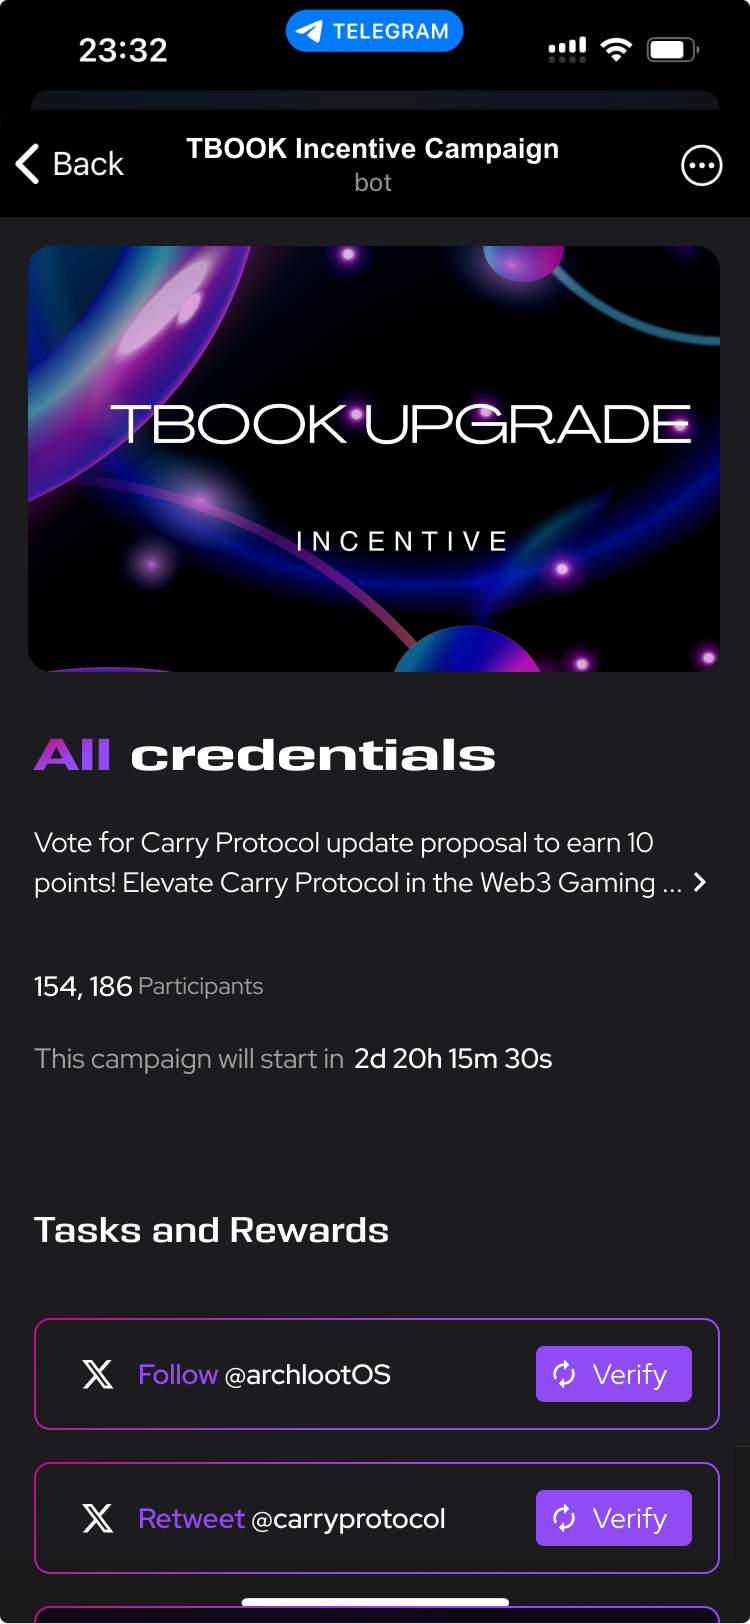 23:32
TELEGRAM
Back
TBOOK Incentive Campaign
bot
TBOOK UPGRADE
INCENTIVE
All credentials
Vote for Carry Protocol update proposal to earn 10
points! Elevate Carry Protocol in the Web3 Gaming ...
154, 186 Participants
This campaign will start in 2d 20h 15m 30s
Tasks and Rewards
Follow @archlootOS
Verify
Retweet @carryprotocol
Verify